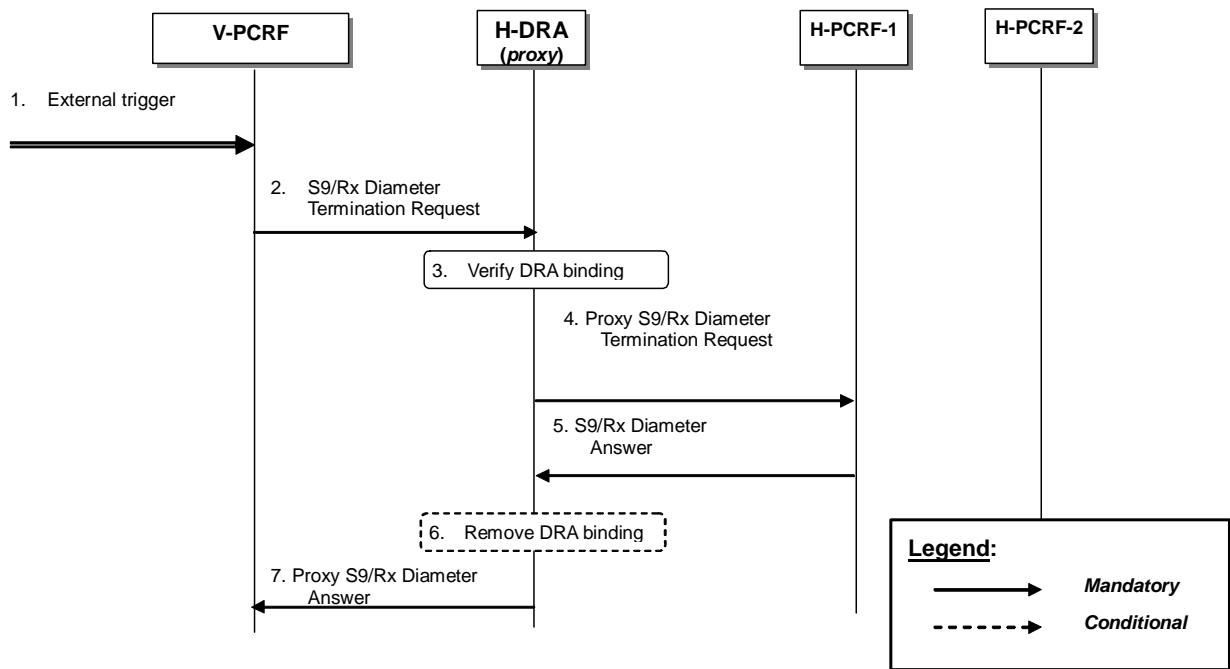 V-PCRF
H-DRA
(proxy)
H-PCRF-1
H-PCRF-2
1. External trigger
2. S9/Rx Diameter
Termination Request
3. Verify DRA binding
4. Proxy S9/Rx Diameter
Termination Request
5. S9/Rx Diameter
Answer
6. Remove DRA binding
7. Proxy S9/Rx Diameter
Answer
Legend:
Mandatory
Conditional